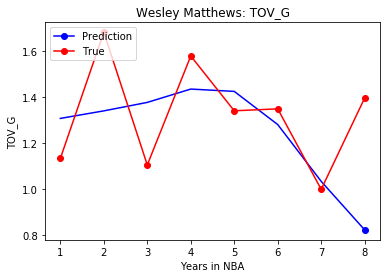 Wesley Matthews: TOV_G
Prediction
True
TOV_G
1.6
1.4
1.2
1.0
0.8
1 2 3 4 5 6 7 8
Years in NBA